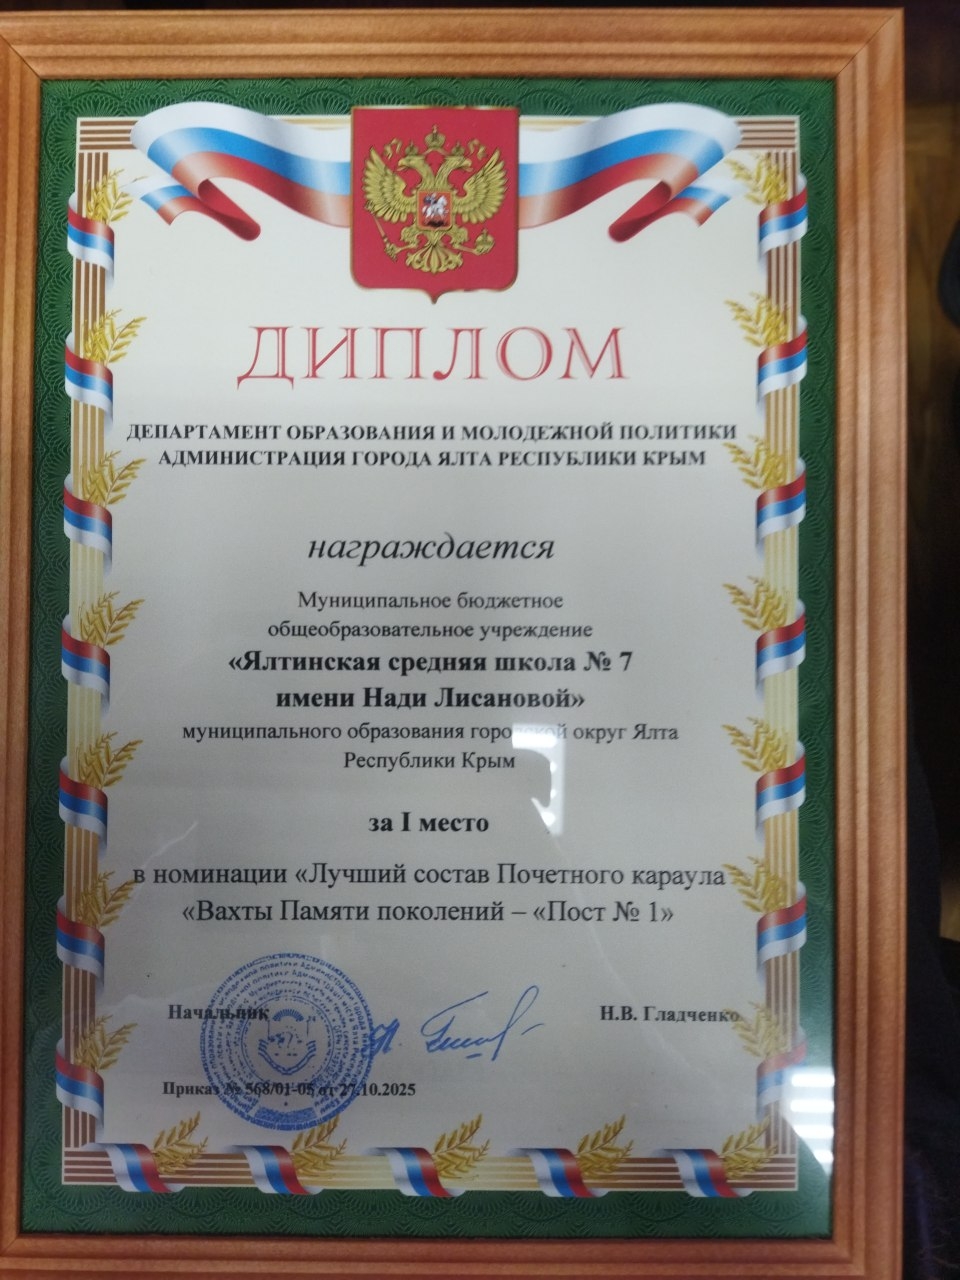 ДИПЛОМ
ДЕПАРТАМЕНТ ОБРАЗОВАНИЯ И МОЛОДЕЖНОЙ ПОЛИТИКИ
АДМИНИСТРАЦИЯ ГОРОДА ЯЛТА РЕСПУБЛИКИ КРЫМ
награждается
Муниципальное бюджетное
общеобразовательное учреждение
«Ялтинская средняя школа № 7
имени Нади Лисановой»
муниципального образования городской округ Ялта
Республики Крым
за I место
в номинации «Лучший состав Почетного караула
«Вахты Памяти поколений – «Пост № 1»
Начальник Н.В. Гладченко
Приказ № 568/01-05 от 27.10.2025